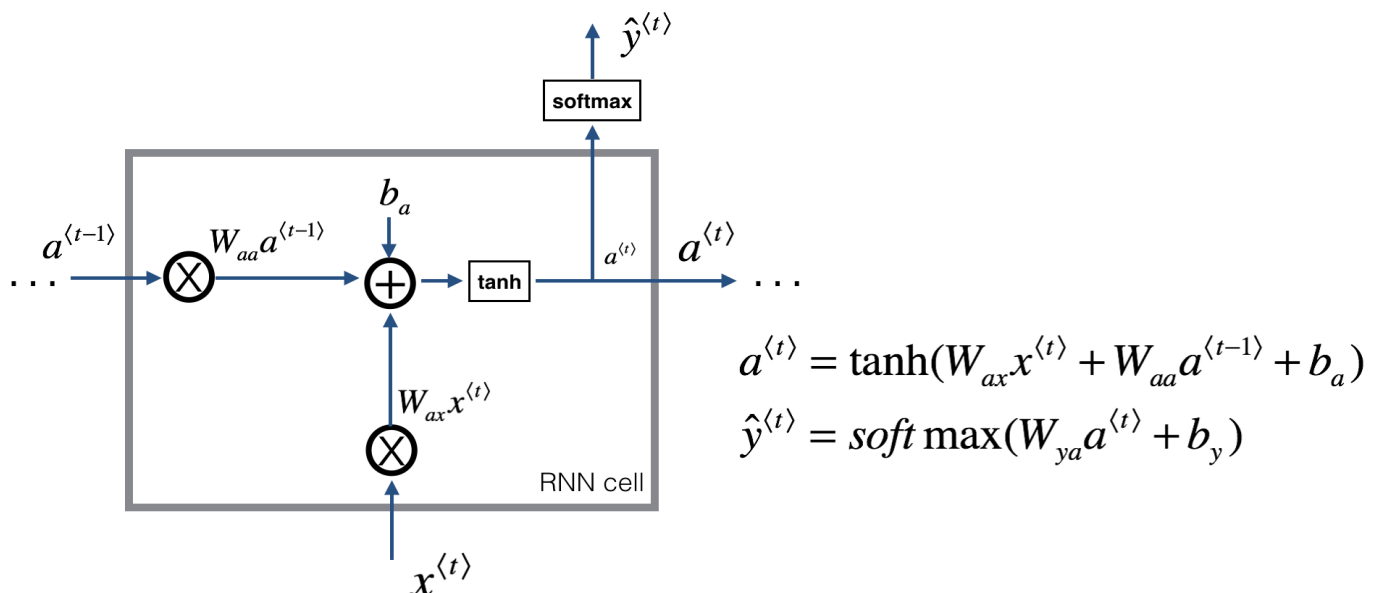 ŷ⟨t⟩
softmax
b_a
a⟨t−1⟩
W_aa a⟨t−1⟩
a⟨t⟩
a⟨t⟩
. . .
X
+
tanh
. . .
a⟨t⟩ = tanh(W_ax x⟨t⟩ + W_aa a⟨t−1⟩ + b_a)
W_ax x⟨t⟩
ŷ⟨t⟩ = soft max(W_ya a⟨t⟩ + b_y)
X
RNN cell
x⟨t⟩